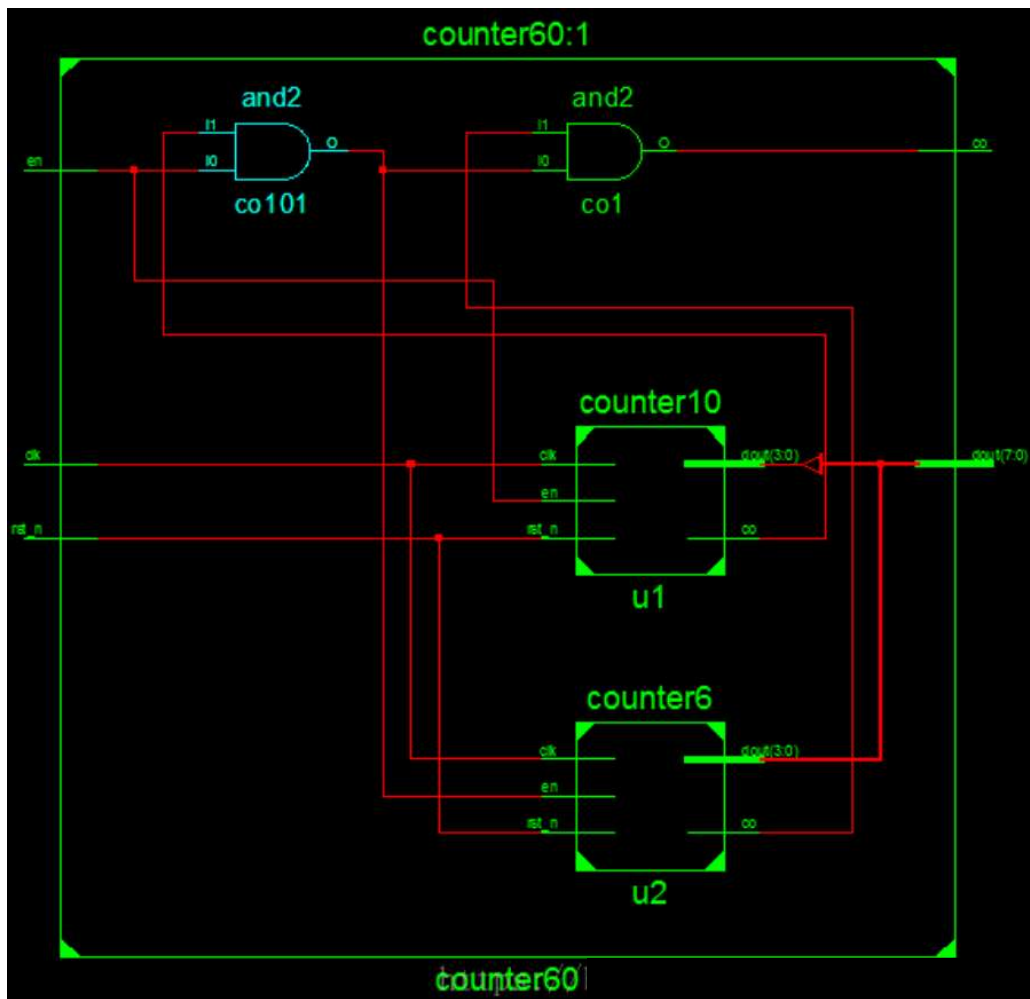 counter60:1
and2 and2
I1 I1
O O
en I0 I0 co
co101 co1
counter10
clk clk dout(3:0) dout(7:0)
en
rst_n rst_n co
u1
counter6
clk dout(3:0)
en
rst_n co
u2
counter60